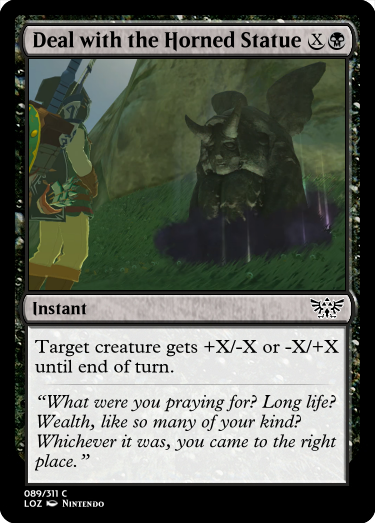 Deal with the Horned Statue X
Instant
Target creature gets +X/-X or -X/+X
until end of turn.
“What were you praying for? Long life?
Wealth, like so many of your kind?
Whichever it was, you came to the right
place.”
089/311 C
LOZ Nintendo